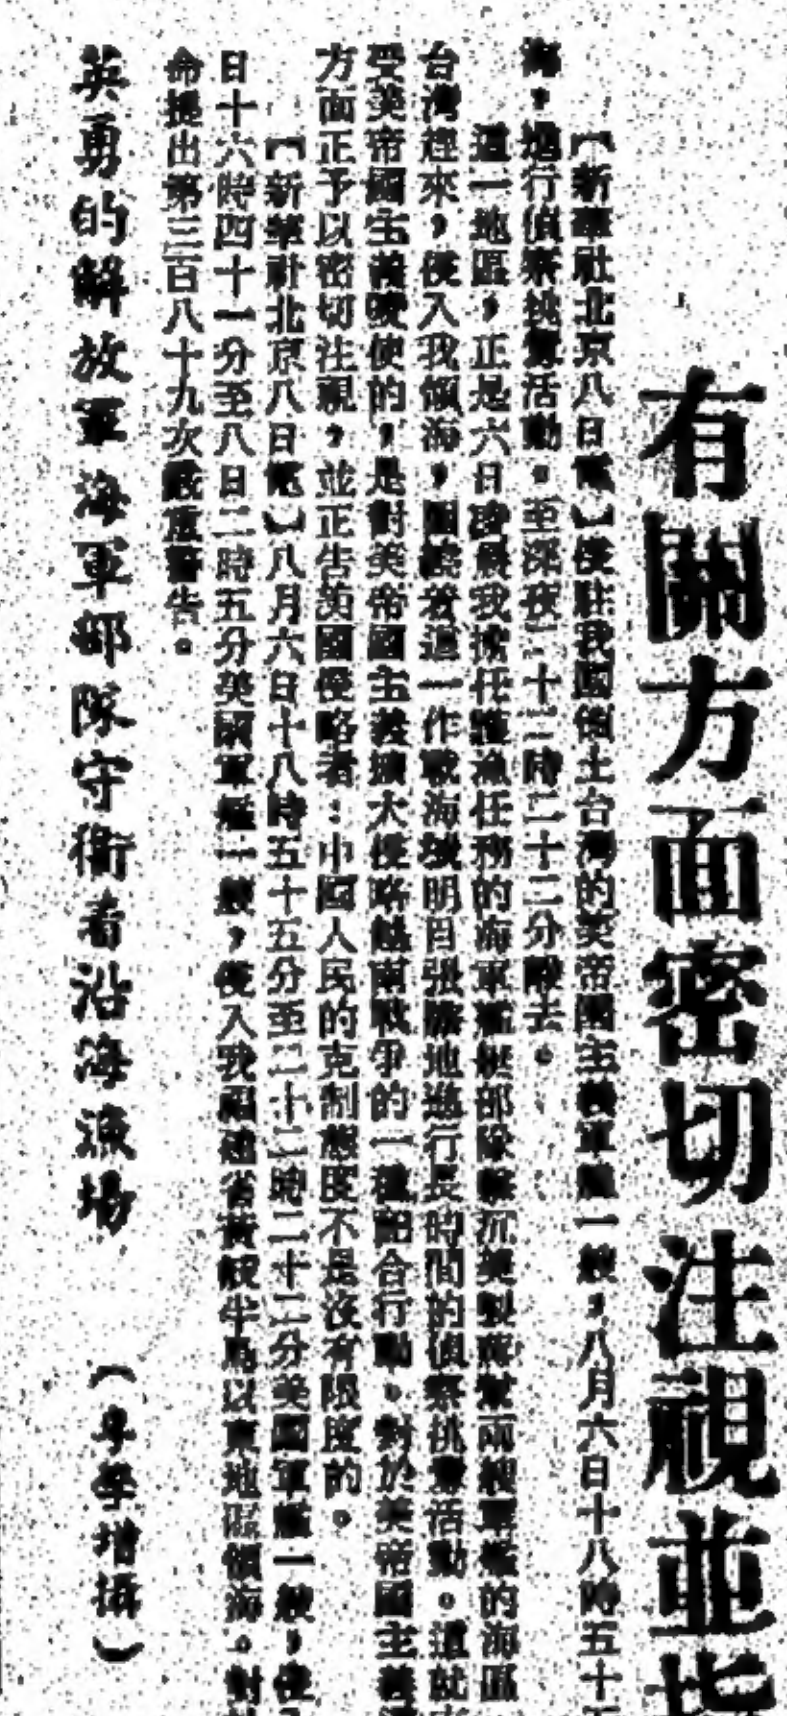 有關方面密切注視並指
【新華社北京八日電】侵駐我國領土台灣的美帝國主義軍艦一艘，八月六日十八時五十五
海，進行偵察挑釁活動。至深夜二十二時二十二分離去。
這一地區，正是六日凌晨我擔任護漁任務的海軍艦艇部隊擊沉美製蔣軍兩艘軍艦的海區
台灣趕來，侵入我領海，圍繞着這一作戰海域明目張膽地進行長時間的偵察挑釁活動。這就
受美帝國主義唆使的，是對美帝國主義擴大侵略越南戰爭的一種配合行動。對於美帝國主義
方面正予以密切注視，並正告美國侵略者：中國人民的克制態度不是沒有限度的。
【新華社北京八日電】八月六日十八時五十五分至二十二時二十二分美國軍艦一艘，侵
日十六時四十一分至八日二時五分美國軍艦一艘，侵入我福建省黃岐半島以東地區領海。對
命提出第三百八十九次嚴重警告。
英勇的解放軍海軍部隊守衞着沿海漁場　（學增攝）